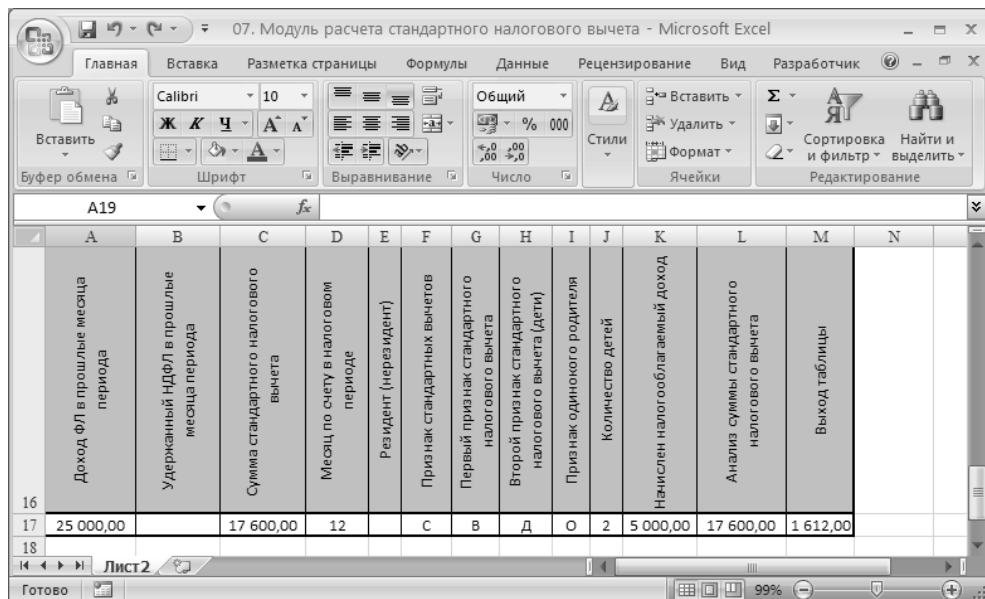 07. Модуль расчета стандартного налогового вычета - Microsoft Excel
Главная Вставка Разметка страницы Формулы Данные Рецензирование Вид Разработчик
Calibri 10 Общий Вставить Σ
Ж К Ч % 000 Удалить
Вставить Стили Формат Сортировка и фильтр Найти и выделить
Буфер обмена Шрифт Выравнивание Число Ячейки Редактирование
A19 fx
A B C D E F G H I J K L M N
16
Доход ФЛ в прошлые месяца периода
Удержанный НДФЛ в прошлые месяца периода
Сумма стандартного налогового вычета
Месяц по счету в налоговом периоде
Резидент (нерезидент)
Признак стандартных вычетов
Первый признак стандартного налогового вычета
Второй признак стандартного налогового вычета (дети)
Признак одинокого родителя
Количество детей
Начислен налогооблагаемый доход
Анализ суммы стандартного налогового вычета
Выход таблицы
17 25 000,00 17 600,00 12 С В Д О 2 5 000,00 17 600,00 1 612,00
18
Лист2
Готово 99%